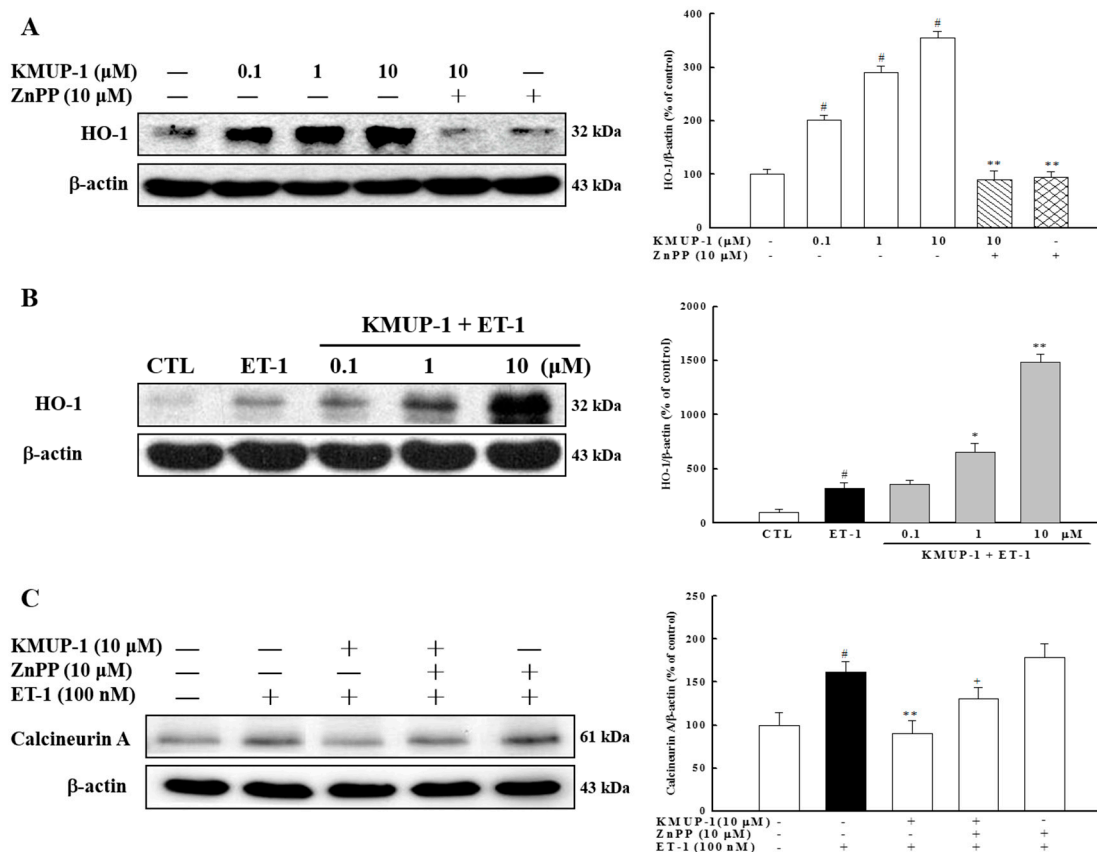 A
KMUP-1 (µM) — 0.1 1 10 10 —
ZnPP (10 µM) — — — — + +
HO-1 32 kDa
β-actin 43 kDa
HO-1/β-actin (% of control)
400
300
200
100
0
# # # ** **
KMUP-1 (µM) - 0.1 1 10 10 -
ZnPP (10 µM) - - - - + +
B
KMUP-1 + ET-1
CTL ET-1 0.1 1 10 (µM)
HO-1 32 kDa
β-actin 43 kDa
HO-1/β-actin (% of control)
2000
1500
1000
500
0
# * **
CTL ET-1 0.1 1 10 µM
KMUP-1 + ET-1
C
KMUP-1 (10 µM) — — + + —
ZnPP (10 µM) — — — + +
ET-1 (100 nM) — + + + +
Calcineurin A 61 kDa
β-actin 43 kDa
Calcineurin A/β-actin (% of control)
250
200
150
100
50
0
# ** +
KMUP-1(10 µM) - - + + -
ZnPP (10 µM) - - - + +
ET-1 (100 nM) - + + + +